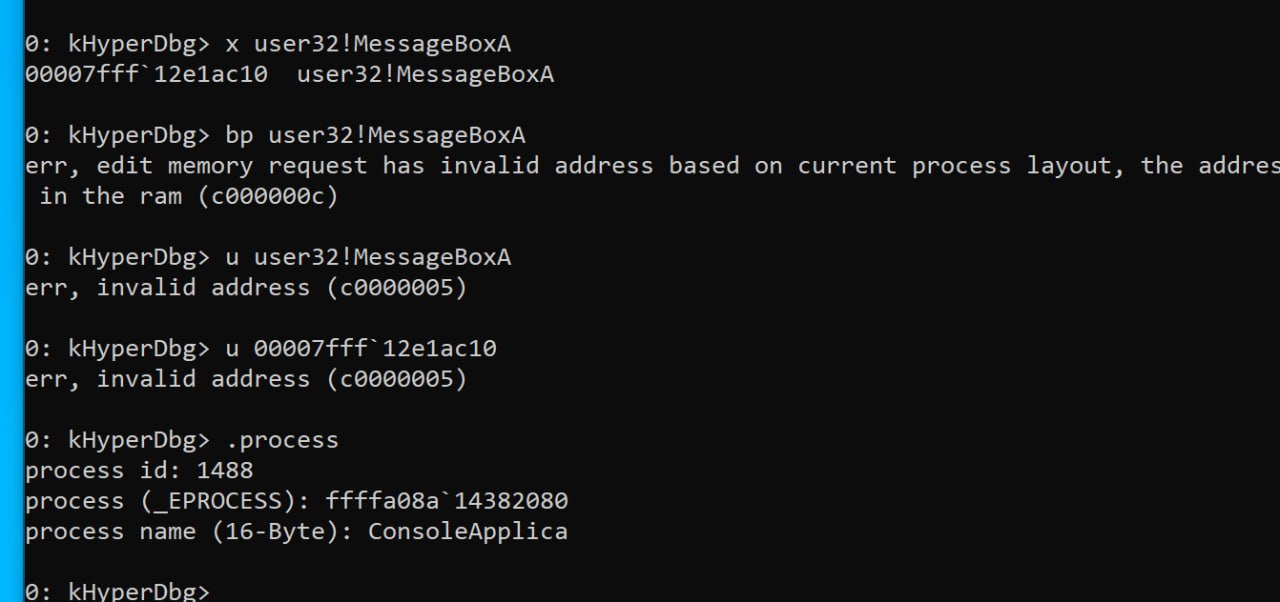 0: kHyperDbg> x user32!MessageBoxA
00007fff`12e1ac10  user32!MessageBoxA
0: kHyperDbg> bp user32!MessageBoxA
err, edit memory request has invalid address based on current process layout, the addres
 in the ram (c000000c)
0: kHyperDbg> u user32!MessageBoxA
err, invalid address (c0000005)
0: kHyperDbg> u 00007fff`12e1ac10
err, invalid address (c0000005)
0: kHyperDbg> .process
process id: 1488
process (_EPROCESS): ffffa08a`14382080
process name (16-Byte): ConsoleApplica
0: kHyperDbg>